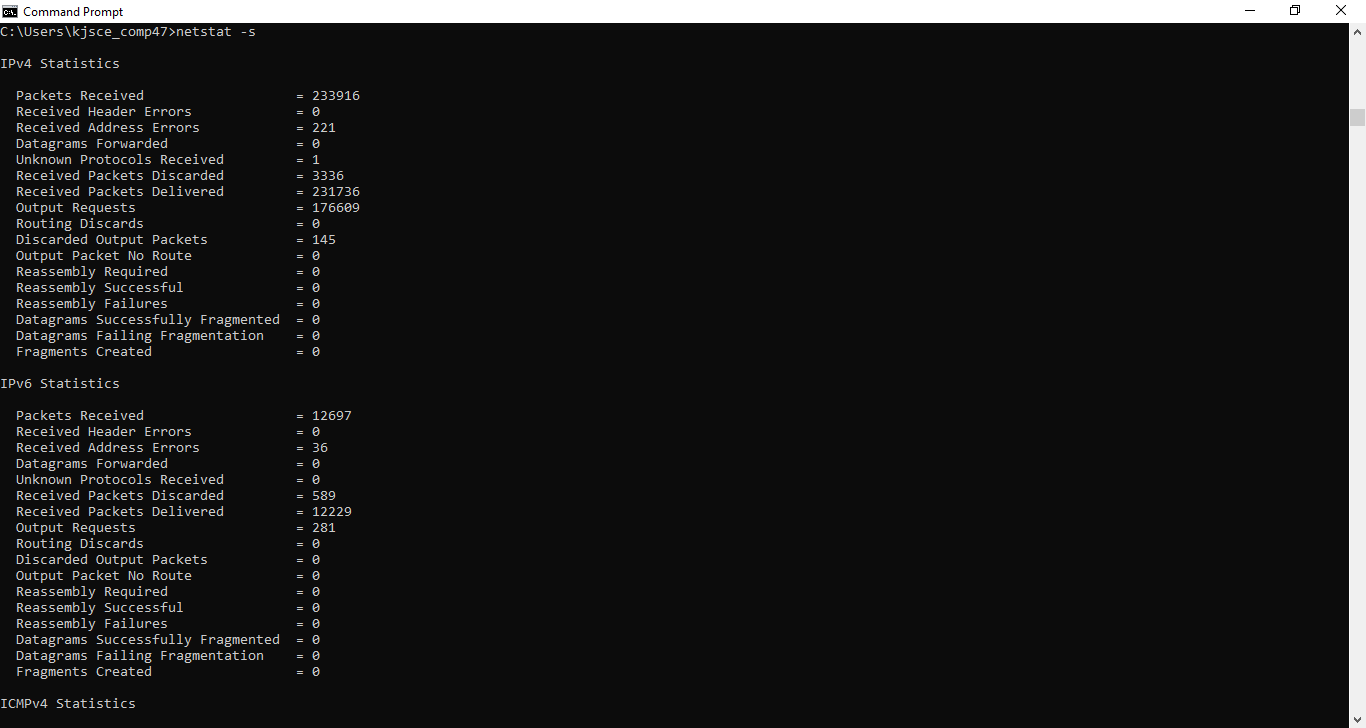 Command Prompt
C:\Users\kjsce_comp47>netstat -s
IPv4 Statistics
Packets Received = 233916
Received Header Errors = 0
Received Address Errors = 221
Datagrams Forwarded = 0
Unknown Protocols Received = 1
Received Packets Discarded = 3336
Received Packets Delivered = 231736
Output Requests = 176609
Routing Discards = 0
Discarded Output Packets = 145
Output Packet No Route = 0
Reassembly Required = 0
Reassembly Successful = 0
Reassembly Failures = 0
Datagrams Successfully Fragmented = 0
Datagrams Failing Fragmentation = 0
Fragments Created = 0
IPv6 Statistics
Packets Received = 12697
Received Header Errors = 0
Received Address Errors = 36
Datagrams Forwarded = 0
Unknown Protocols Received = 0
Received Packets Discarded = 589
Received Packets Delivered = 12229
Output Requests = 281
Routing Discards = 0
Discarded Output Packets = 0
Output Packet No Route = 0
Reassembly Required = 0
Reassembly Successful = 0
Reassembly Failures = 0
Datagrams Successfully Fragmented = 0
Datagrams Failing Fragmentation = 0
Fragments Created = 0
ICMPv4 Statistics